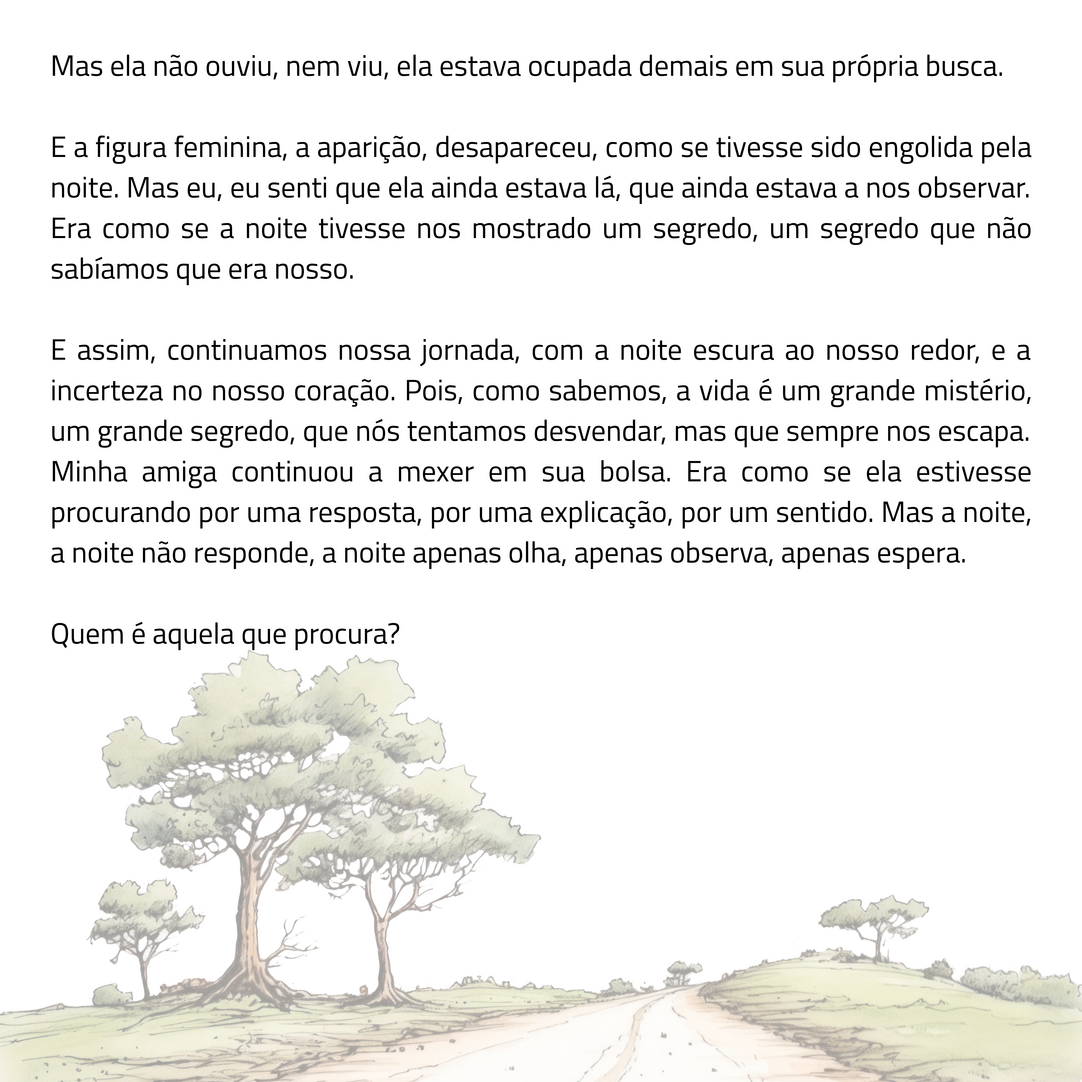 Mas ela não ouviu, nem viu, ela estava ocupada demais em sua própria busca.
E a figura feminina, a aparição, desapareceu, como se tivesse sido engolida pela
noite. Mas eu, eu senti que ela ainda estava lá, que ainda estava a nos observar.
Era como se a noite tivesse nos mostrado um segredo, um segredo que não
sabíamos que era nosso.
E assim, continuamos nossa jornada, com a noite escura ao nosso redor, e a
incerteza no nosso coração. Pois, como sabemos, a vida é um grande mistério,
um grande segredo, que nós tentamos desvendar, mas que sempre nos escapa.
Minha amiga continuou a mexer em sua bolsa. Era como se ela estivesse
procurando por uma resposta, por uma explicação, por um sentido. Mas a noite,
a noite não responde, a noite apenas olha, apenas observa, apenas espera.
Quem é aquela que procura?